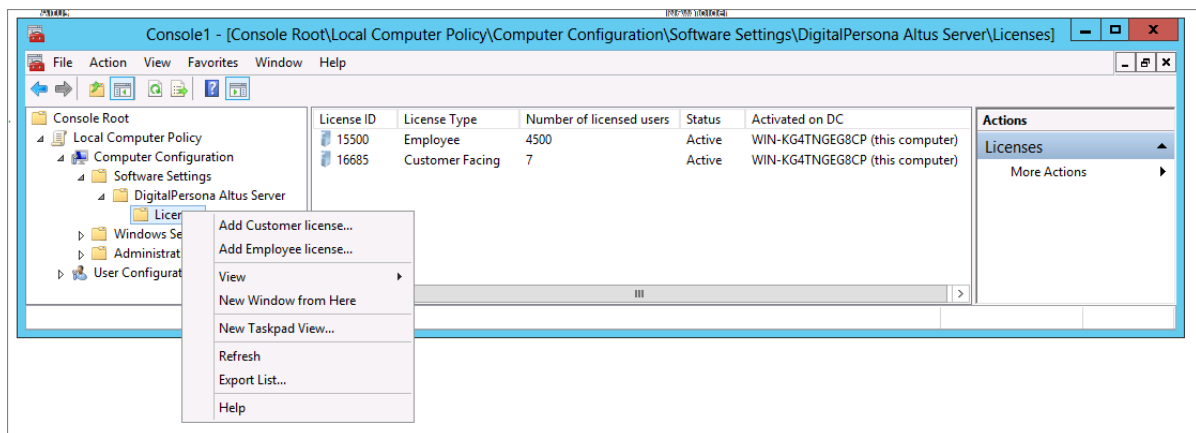 Console1 - [Console Root\Local Computer Policy\Computer Configuration\Software Settings\DigitalPersona Altus Server\Licenses]
File Action View Favorites Window Help
Console Root
Local Computer Policy
Computer Configuration
Software Settings
DigitalPersona Altus Server
Licen
Windows Se
Administrat
User Configurat
License ID License Type Number of licensed users Status Activated on DC
15500 Employee 4500 Active WIN-KG4TNGEG8CP (this computer)
16685 Customer Facing 7 Active WIN-KG4TNGEG8CP (this computer)
Actions
Licenses
More Actions
Add Customer license...
Add Employee license...
View
New Window from Here
New Taskpad View...
Refresh
Export List...
Help